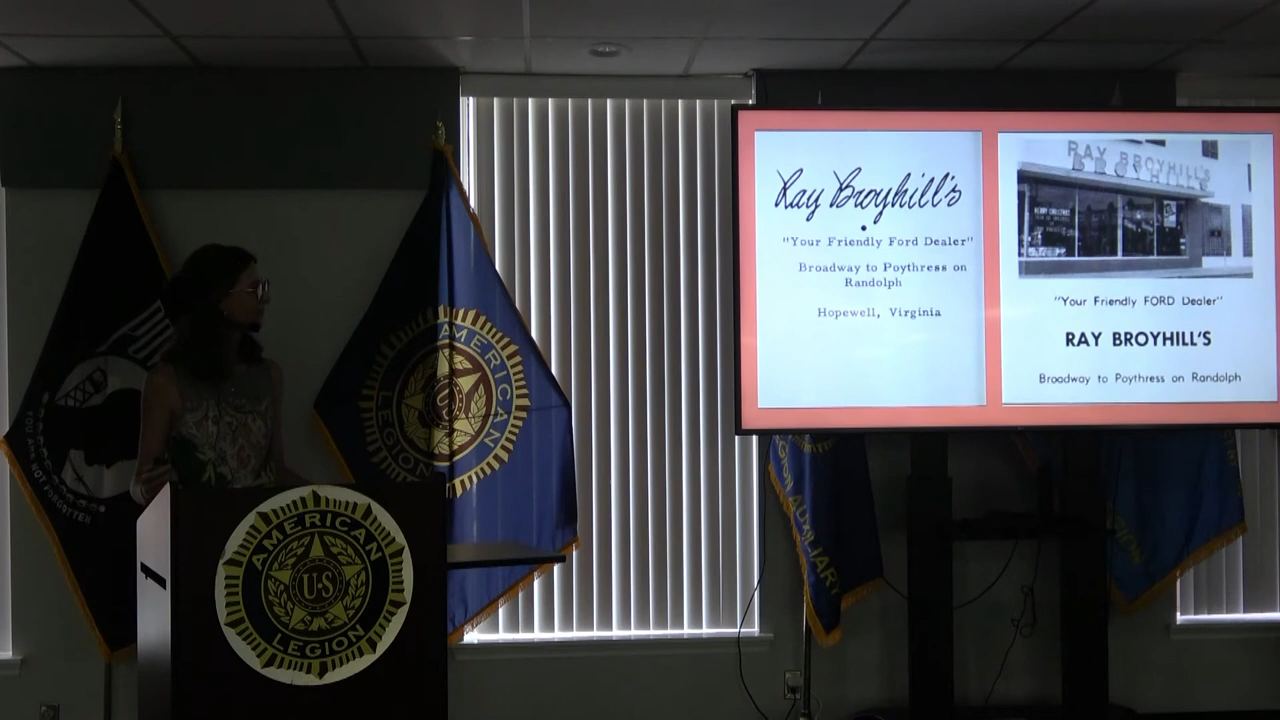 YOU ARE NOT FORGOTTEN
AMERICAN
LEGION
US
AMERICAN
U·S
LEGION
Ray Broyhill's
"Your Friendly Ford Dealer"
Broadway to Poythress on
Randolph
Hopewell, Virginia
RAY BROYHILL'S
"Your Friendly FORD Dealer"
RAY BROYHILL'S
Broadway to Poythress on Randolph
AUXILIARY